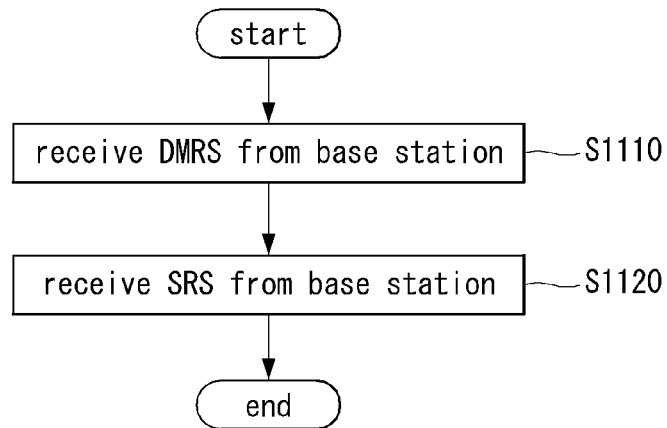 start
receive DMRS from base station
S1110
receive SRS from base station
S1120
end